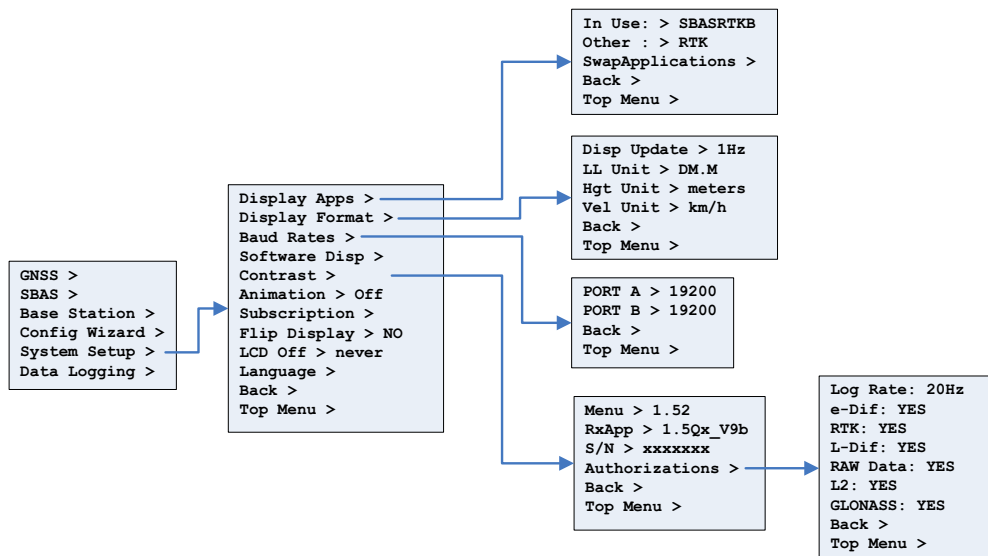 GNSS >
SBAS >
Base Station >
Config Wizard >
System Setup >
Data Logging >
Display Apps >
Display Format >
Baud Rates >
Software Disp >
Contrast >
Animation > Off
Subscription >
Flip Display > NO
LCD Off > never
Language >
Back >
Top Menu >
In Use: > SBASRTKB
Other : > RTK
SwapApplications >
Back >
Top Menu >
Disp Update > 1Hz
LL Unit > DM.M
Hgt Unit > meters
Vel Unit > km/h
Back >
Top Menu >
PORT A > 19200
PORT B > 19200
Back >
Top Menu >
Menu > 1.52
RxApp > 1.5Qx_V9b
S/N > xxxxxxx
Authorizations >
Back >
Top Menu >
Log Rate: 20Hz
e-Dif: YES
RTK: YES
L-Dif: YES
RAW Data: YES
L2: YES
GLONASS: YES
Back >
Top Menu >